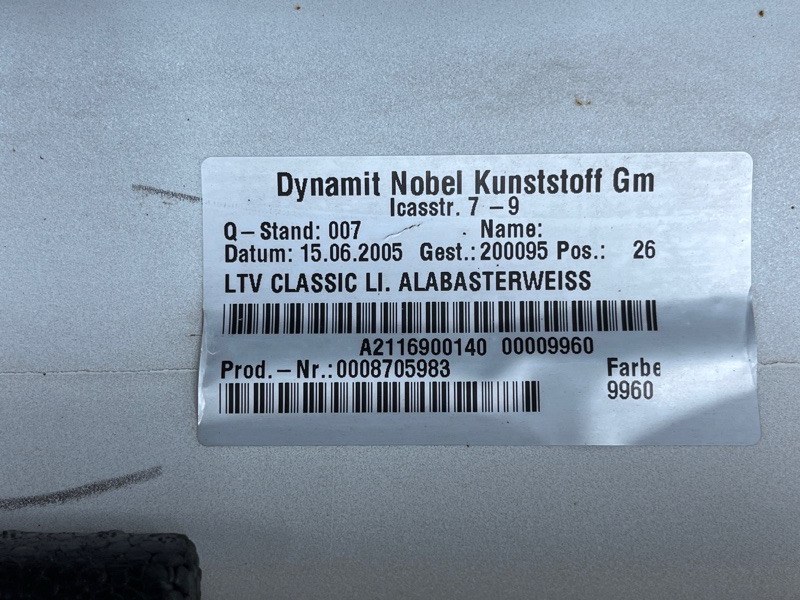 Dynamit Nobel Kunststoff Gm
Icasstr. 7 – 9
Q – Stand: 007 Name:
Datum: 15.06.2005 Gest.: 200095 Pos.: 26
LTV CLASSIC LI. ALABASTERWEISS
A2116900140 00009960
Prod. – Nr.:0008705983 Farbe
9960